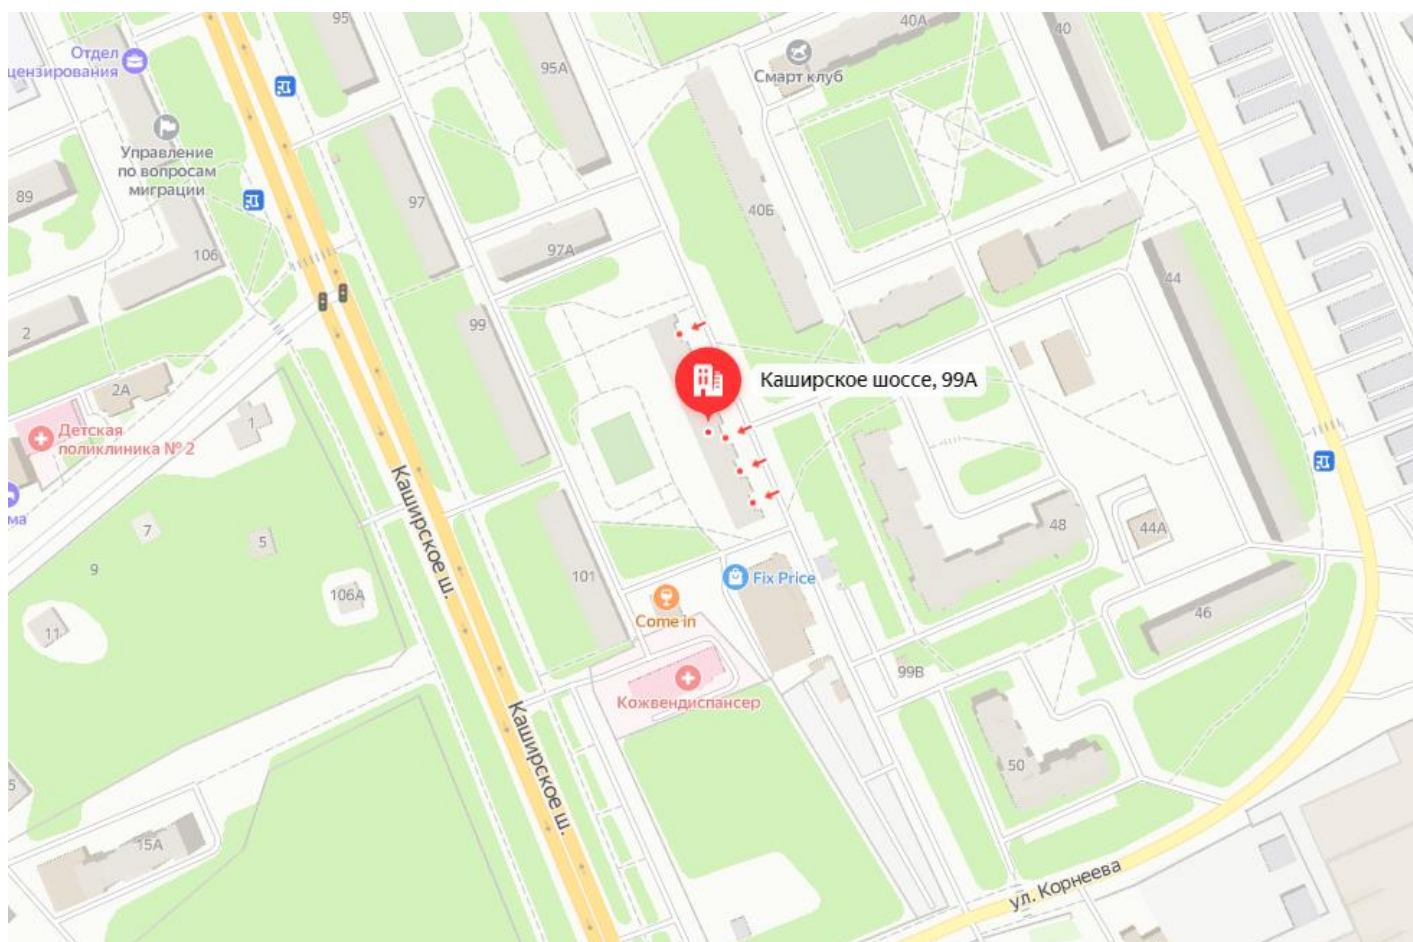 95
40А
40
Отдел
цензирования
95А
Смарт клуб
Управление
по вопросам
миграции
89
97
40Б
97А
106
44
2
99
2А
Каширское шоссе, 99А
1
Детская
поликлиника № 2
ма
Каширское ш.
7
5
9
48
44А
101
Fix Price
106А
Come in
11
46
99В
Кожвендиспансер
Каширское ш.
50
5
15А
ул. Корнеева